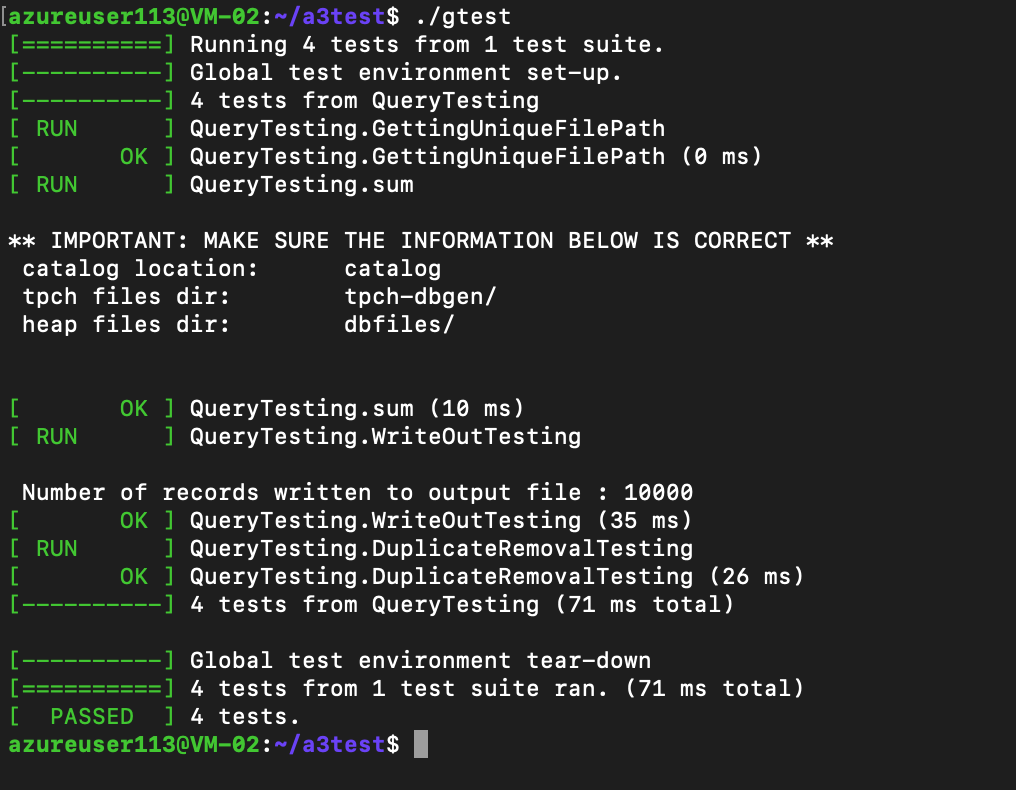 [azureuser113@VM-02:~/a3test$ ./gtest
[==========] Running 4 tests from 1 test suite.
[----------] Global test environment set-up.
[----------] 4 tests from QueryTesting
[ RUN      ] QueryTesting.GettingUniqueFilePath
[       OK ] QueryTesting.GettingUniqueFilePath (0 ms)
[ RUN      ] QueryTesting.sum
** IMPORTANT: MAKE SURE THE INFORMATION BELOW IS CORRECT **
 catalog location:      catalog
 tpch files dir:        tpch-dbgen/
 heap files dir:        dbfiles/
[       OK ] QueryTesting.sum (10 ms)
[ RUN      ] QueryTesting.WriteOutTesting
 Number of records written to output file : 10000
[       OK ] QueryTesting.WriteOutTesting (35 ms)
[ RUN      ] QueryTesting.DuplicateRemovalTesting
[       OK ] QueryTesting.DuplicateRemovalTesting (26 ms)
[----------] 4 tests from QueryTesting (71 ms total)
[----------] Global test environment tear-down
[==========] 4 tests from 1 test suite ran. (71 ms total)
[  PASSED  ] 4 tests.
azureuser113@VM-02:~/a3test$